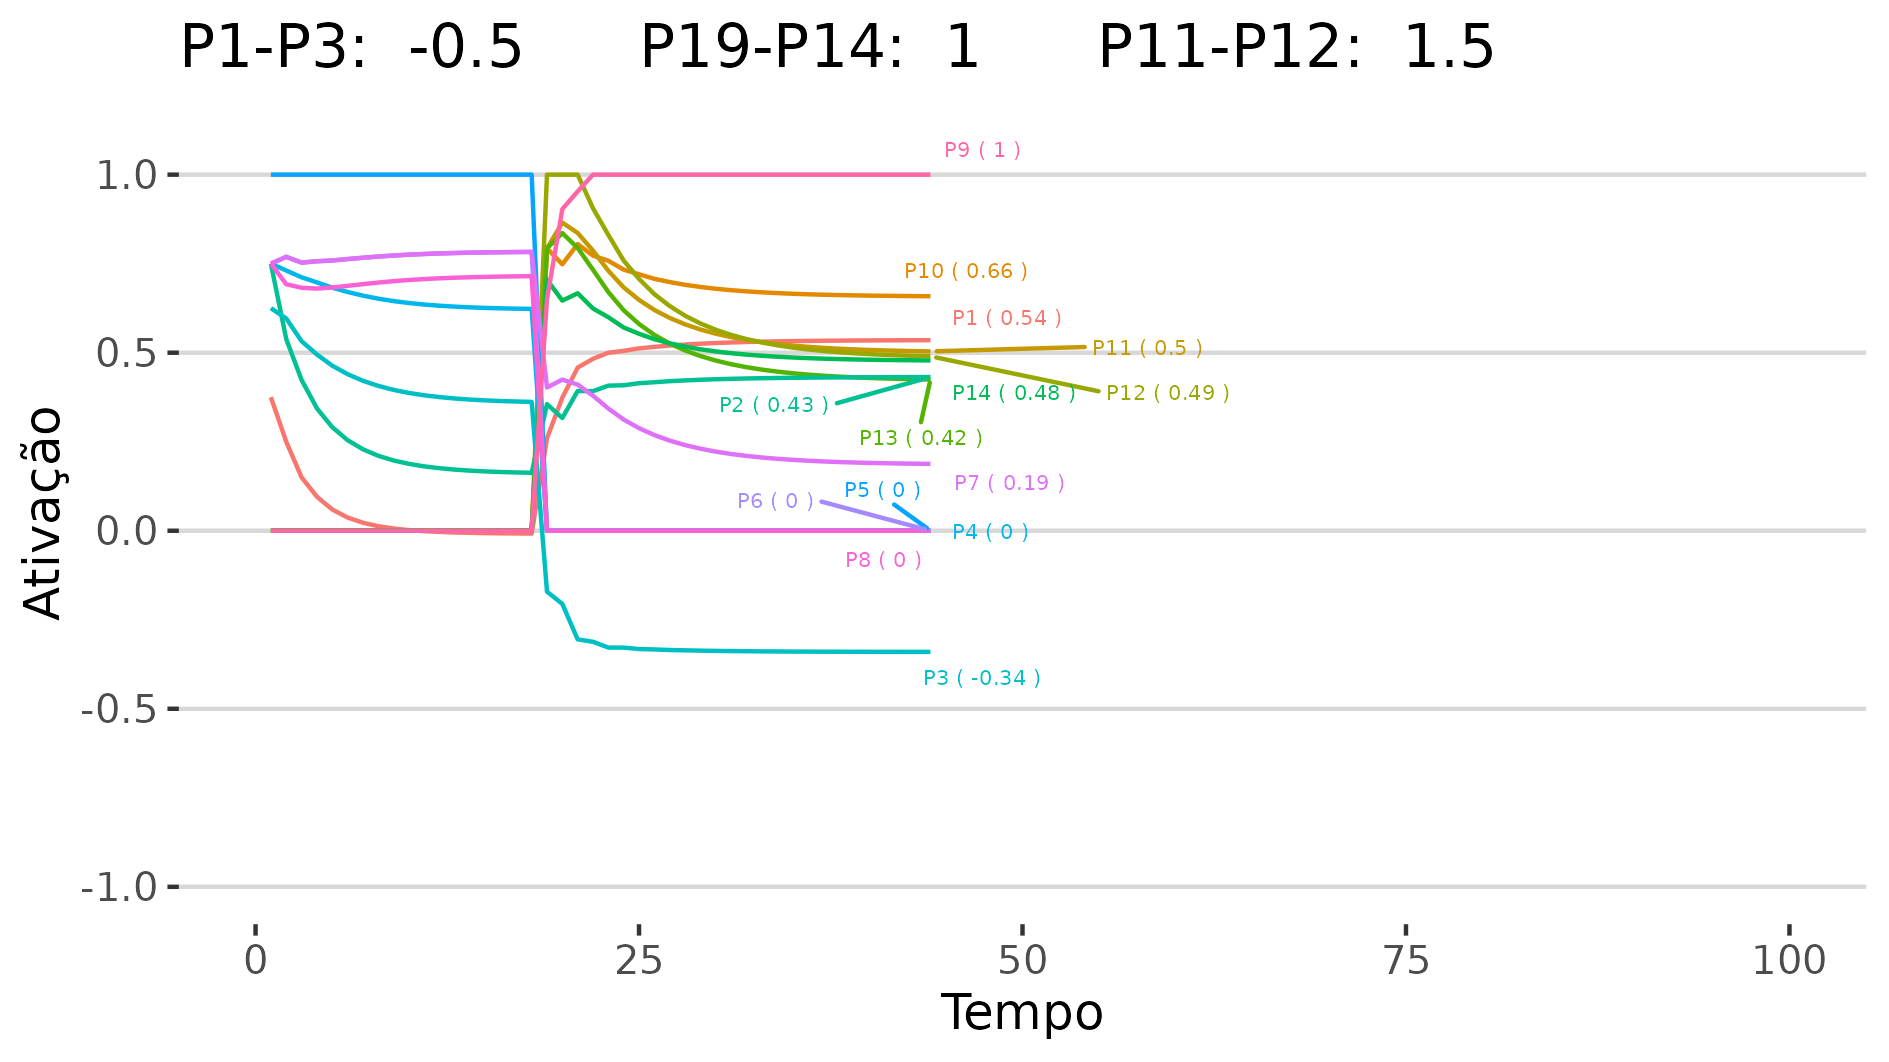 P1-P3: -0.5 P19-P14: 1 P11-P12: 1.5
P9 ( 1 )
1.0
P10 ( 0.66 )
P1 ( 0.54 )
P11 ( 0.5 )
0.5
P14 ( 0.48 )
P12 ( 0.49 )
P2 ( 0.43 )
P13 ( 0.42 )
P7 ( 0.19 )
P5 ( 0 )
P6 ( 0 )
0.0
P4 ( 0 )
P8 ( 0 )
P3 ( -0.34 )
-0.5
-1.0
Ativação
0 25 50 75 100
Tempo